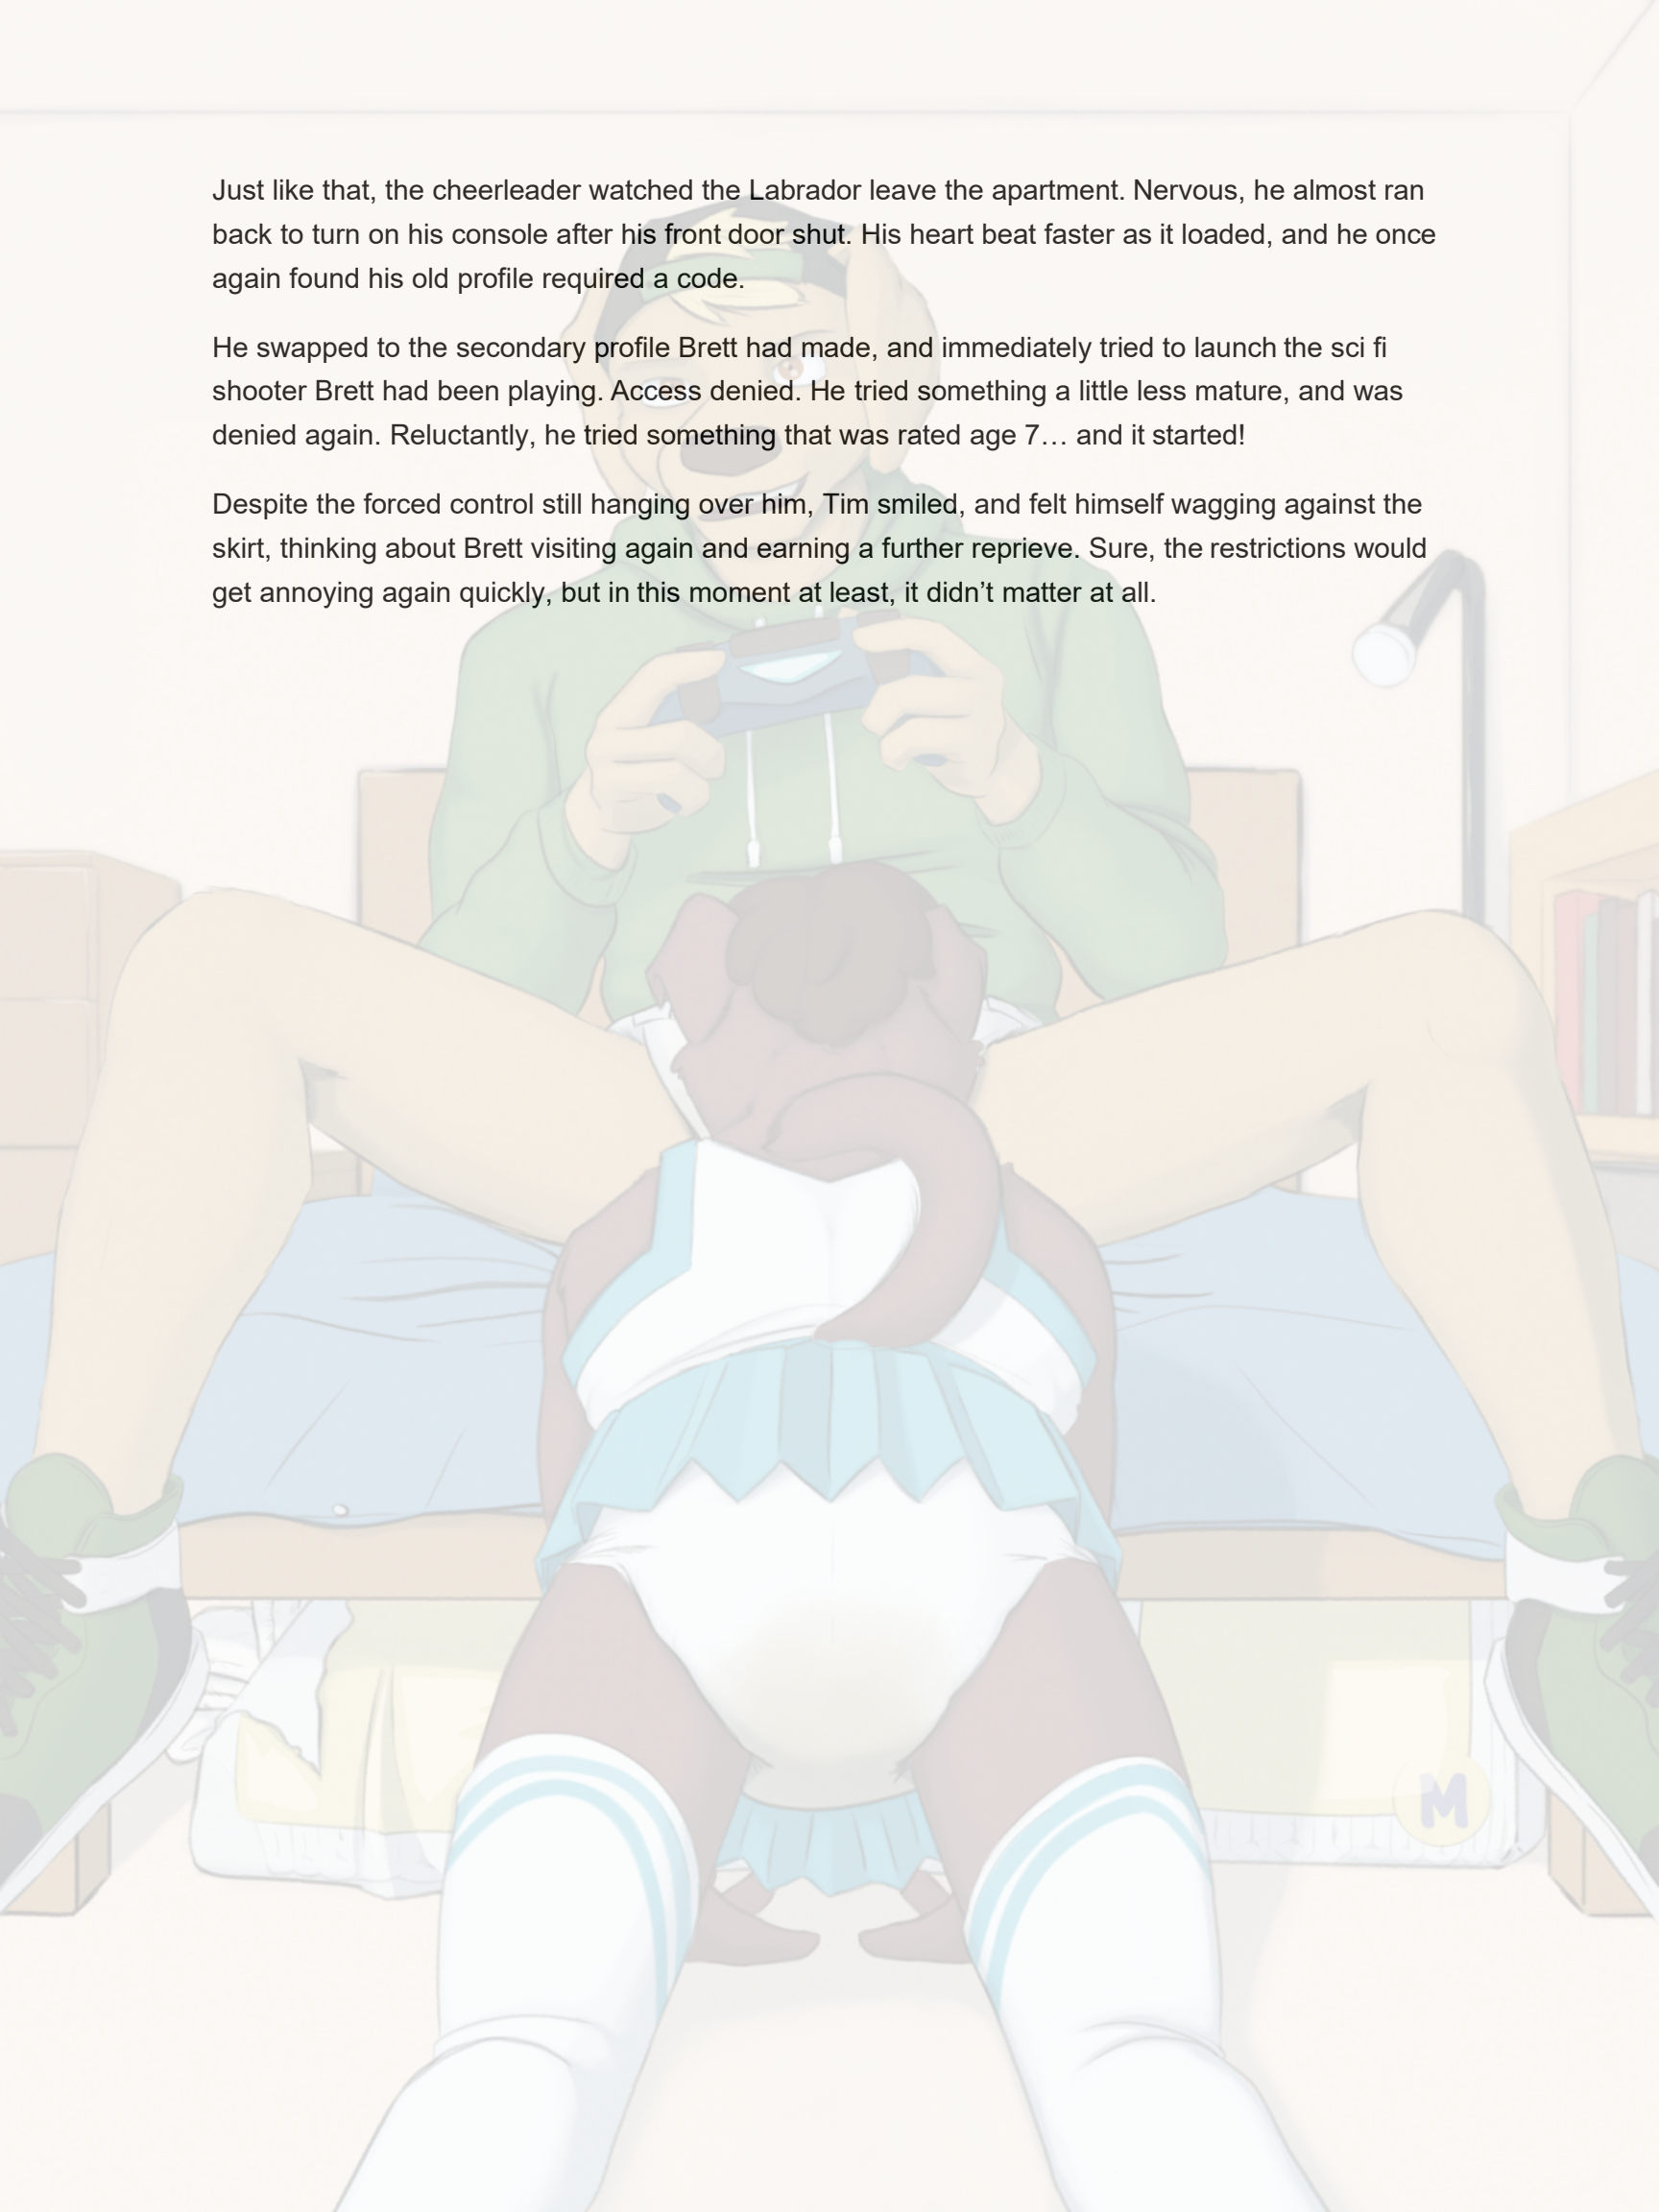 Just like that, the cheerleader watched the Labrador leave the apartment. Nervous, he almost ran
back to turn on his console after his front door shut. His heart beat faster as it loaded, and he once
again found his old profile required a code.
He swapped to the secondary profile Brett had made, and immediately tried to launch the sci fi
shooter Brett had been playing. Access denied. He tried something a little less mature, and was
denied again. Reluctantly, he tried something that was rated age 7… and it started!
Despite the forced control still hanging over him, Tim smiled, and felt himself wagging against the
skirt, thinking about Brett visiting again and earning a further reprieve. Sure, the restrictions would
get annoying again quickly, but in this moment at least, it didn’t matter at all.
M